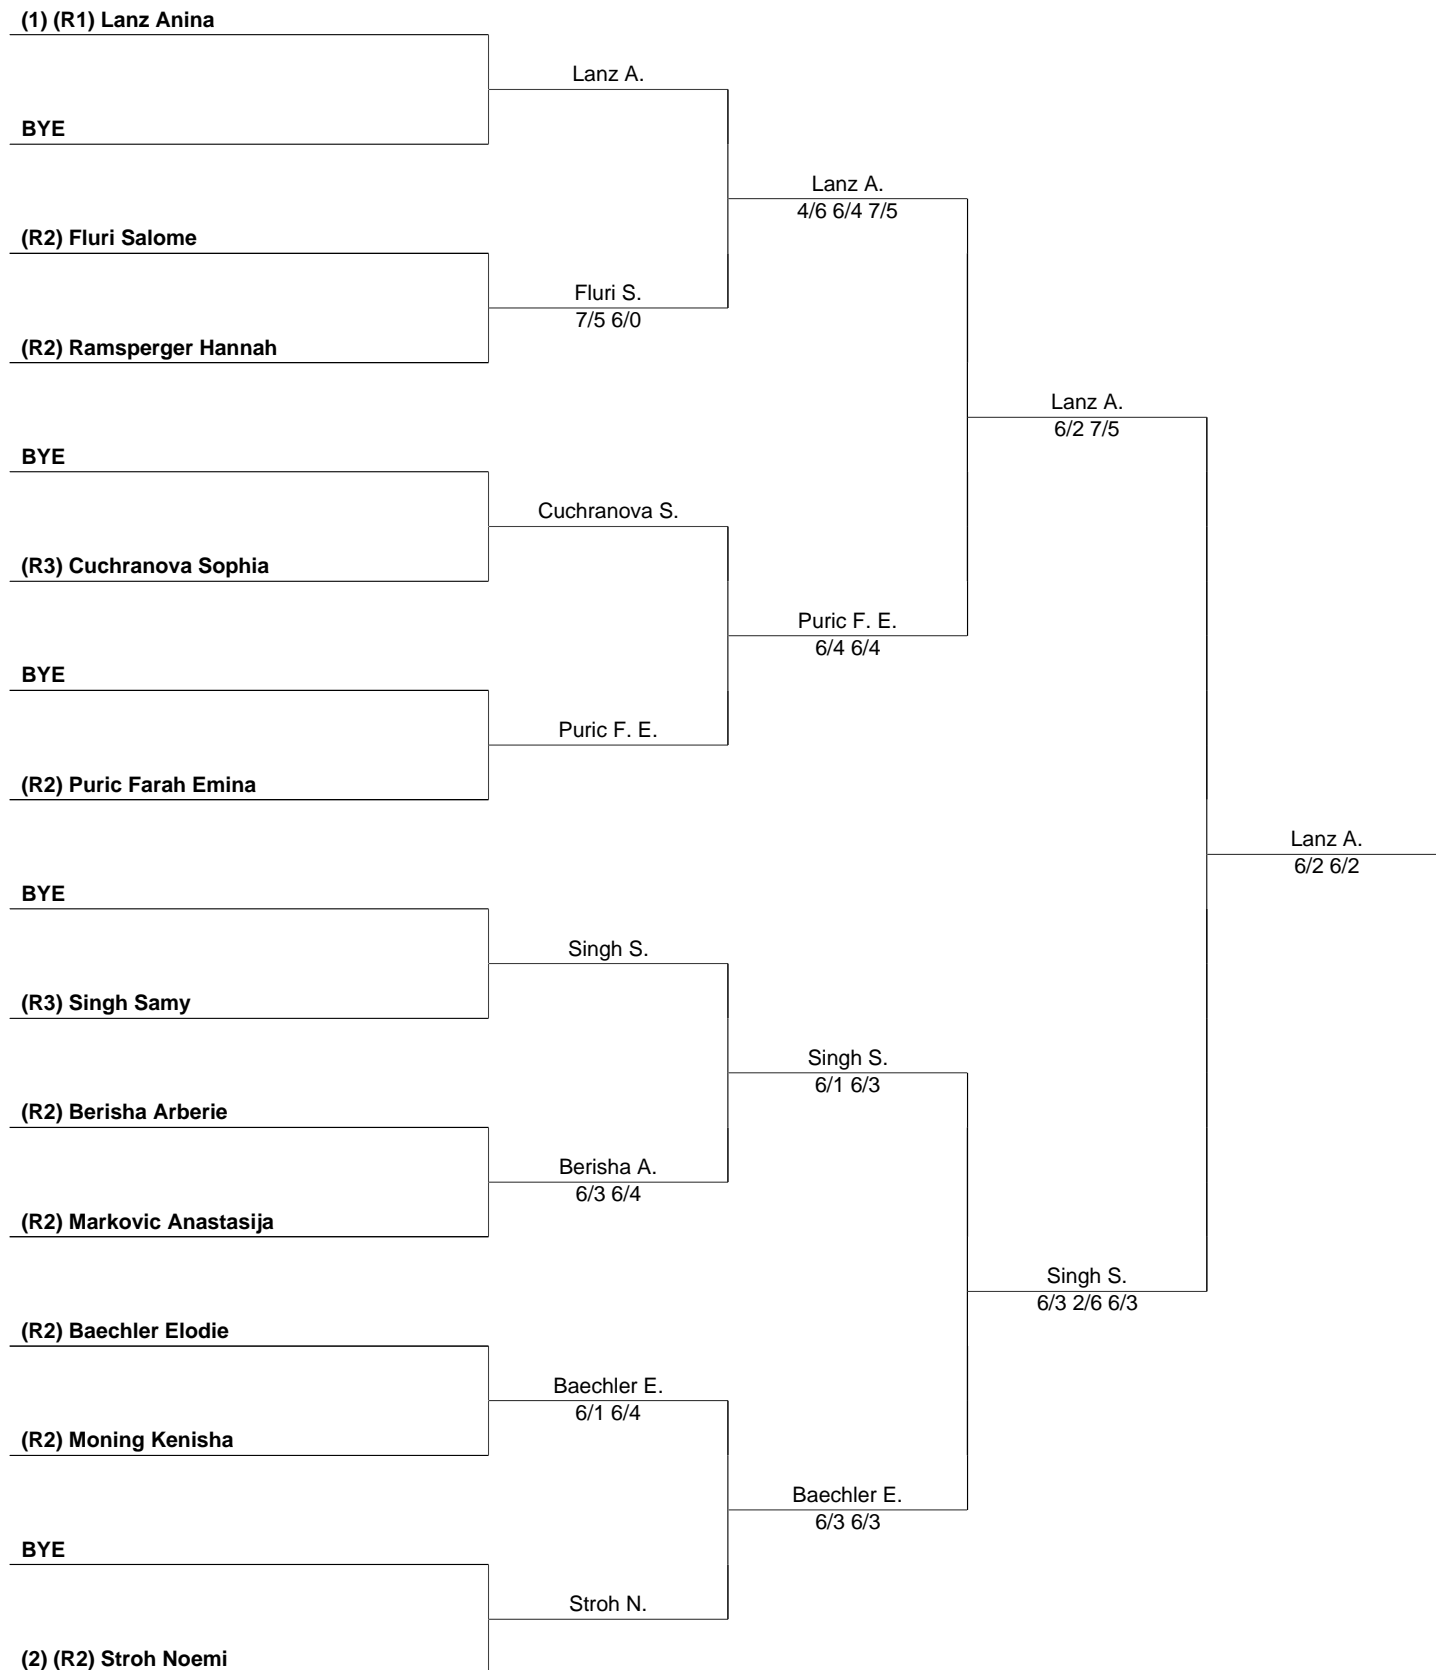 (1) (R1) Lanz Anina
Lanz A.
BYE
Lanz A.
4/6 6/4 7/5
(R2) Fluri Salome
Fluri S.
7/5 6/0
(R2) Ramsperger Hannah
Lanz A.
6/2 7/5
BYE
Cuchranova S.
(R3) Cuchranova Sophia
Puric F. E.
6/4 6/4
BYE
Puric F. E.
(R2) Puric Farah Emina
Lanz A.
6/2 6/2
BYE
Singh S.
(R3) Singh Samy
Singh S.
6/1 6/3
(R2) Berisha Arberie
Berisha A.
6/3 6/4
(R2) Markovic Anastasija
Singh S.
6/3 2/6 6/3
(R2) Baechler Elodie
Baechler E.
6/1 6/4
(R2) Moning Kenisha
Baechler E.
6/3 6/3
BYE
Stroh N.
(2) (R2) Stroh Noemi